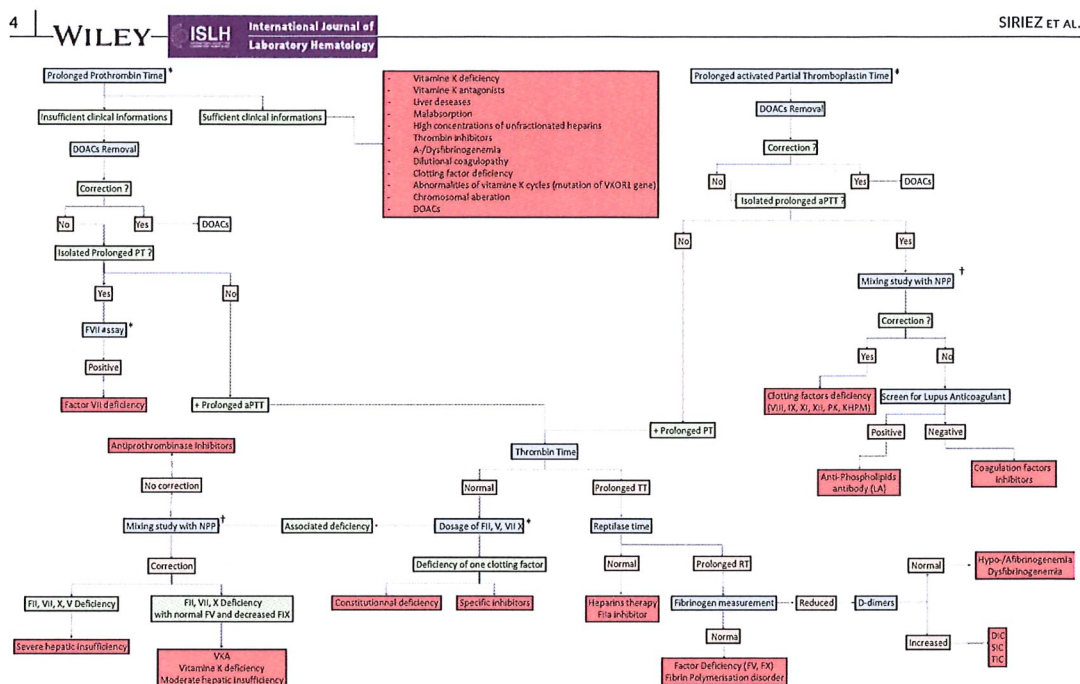 4
WILEY
ISLH
International Journal of
Laboratory Hematology
SIRIEZ ET AL.
Prolonged Prothrombin Time *
Insufficient clinical informations
Sufficient clinical informations
DOACs Removal
Correction ?
No
Yes
DOACs
Isolated Prolonged PT ?
Yes
No
FVII assay *
Positive
Factor VII deficiency
+ Prolonged aPTT
- Vitamine K deficiency
- Vitamine K antagonists
- Liver deseases
- Malabsorption
- High concentrations of unfractionated heparins
- Thrombin inhibitors
- A-/Dysfibrinogenemia
- Dilutional coagulopathy
- Clotting factor deficiency
- Abnormalities of vitamine K cycles (mutation of VKOR1 gene)
- Chromosomal aberation
- DOACs
Prolonged activated Partial Thromboplastin Time *
DOACs Removal
Correction ?
No
Yes
DOACs
Isolated prolonged aPTT ?
No
Yes
Mixing study with NPP †
Correction ?
Yes
No
Clotting factors deficiency
(VIII, IX, XI, XII, PK, KHPM)
Screen for Lupus Anticoagulant
+ Prolonged PT
Positive
Negative
Anti-Phospholipids
antibody (LA)
Coagulation factors
inhibitors
Thrombin Time
Normal
Prolonged TT
Antiprothrombinase Inhibitors
No correction
Mixing study with NPP †
Associated deficiency
Dosage of FII, V, VII X *
Reptilase time
Correction
Deficiency of one clotting factor
Normal
Prolonged RT
FII, VII, X, V Deficiency
FII, VII, X Deficiency
with normal FV and decreased FIX
Constitutionnal deficiency
Specific inhibitors
Heparins therapy
FIIa inhibitor
Fibrinogen measurement
Reduced
D-dimers
Normal
Hypo-/Afibrinogenemia
Dysfibrinogenemia
Severe hepatic insufficiency
VKA
Vitamine K deficiency
Moderate hepatic insufficiency
Norma
Factor Deficiency (FV, FX)
Fibrin Polymerisation disorder
Increased
DIC
SIC
TIC